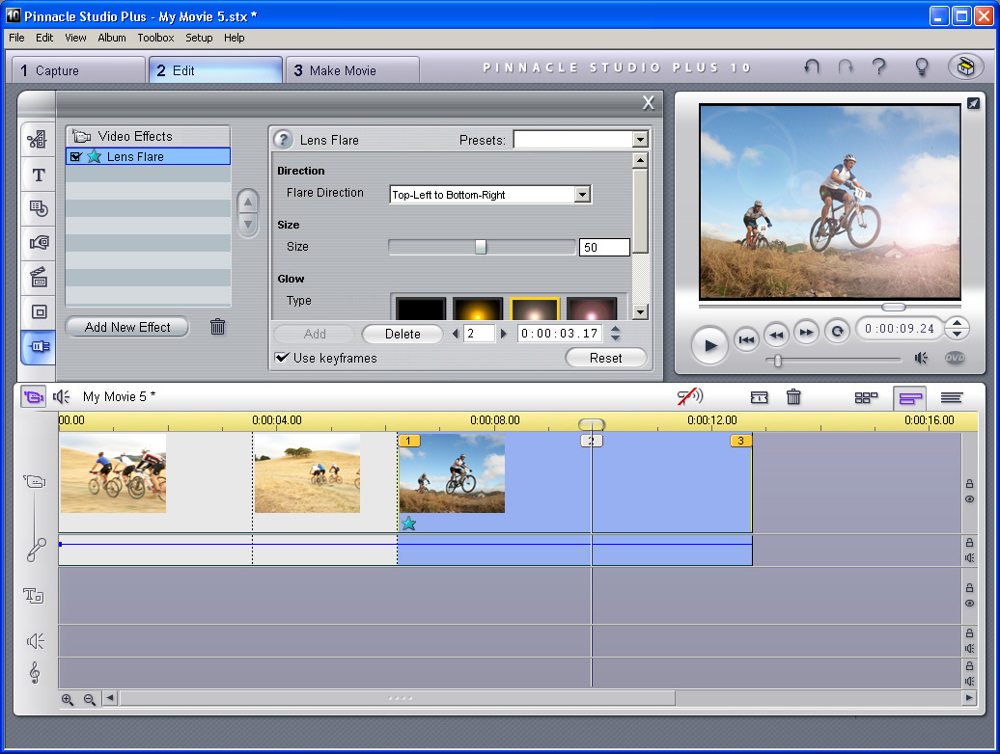 10 Pinnacle Studio Plus - My Movie 5.stx *
File Edit View Album Toolbox Setup Help
1 Capture
2 Edit
3 Make Movie
PINNACLE STUDIO PLUS 10
X
Video Effects
Lens Flare
Add New Effect
? Lens Flare
Presets:
Direction
Flare Direction
Top-Left to Bottom-Right
Size
Size
50
Glow
Type
Add
Delete
2
0:00:03.17
Use keyframes
Reset
0:00:09.24
DVD
My Movie 5 *
00.00 0:00:04.00 0:00:08.00 0:00:12.00 0:00:16.00
1 2 3